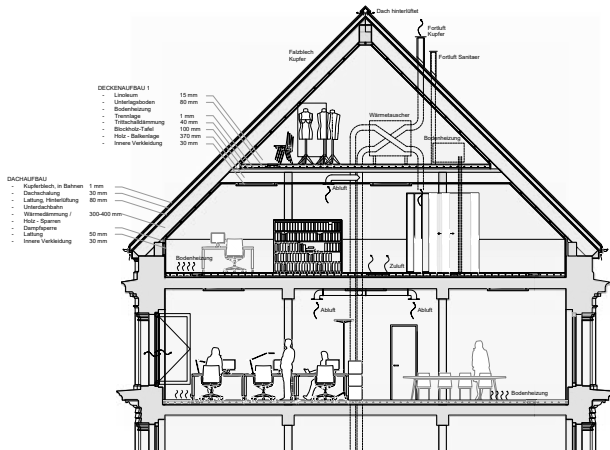 Dach hinterlüftet
Fortluft
Kupfer
Falzblech
Kupfer
Fortluft Sanitaer
DECKENAUFBAU 1
- Linoleum 15 mm
- Unterlagsboden 80 mm
- Bodenheizung
- Trennlage 1 mm
- Trittschalldämmung 40 mm
- Blockholz-Tafel 100 mm
- Holz - Balkenlage 370 mm
- Innere Verkleidung 30 mm
Wärmetauscher
Bodenheizung
Abluft
DACHAUFBAU
- Kupferblech, in Bahnen 1 mm
- Dachschalung 30 mm
- Lattung, Hinterlüftung 80 mm
- Unterdachbahn
- Wärmedämmung / 300-400 mm
- Holz - Sparren
- Dampfsperre
- Lattung 50 mm
- Innere Verkleidung 30 mm
Bodenheizung
Zuluft
Abluft
Abluft
Bodenheizung